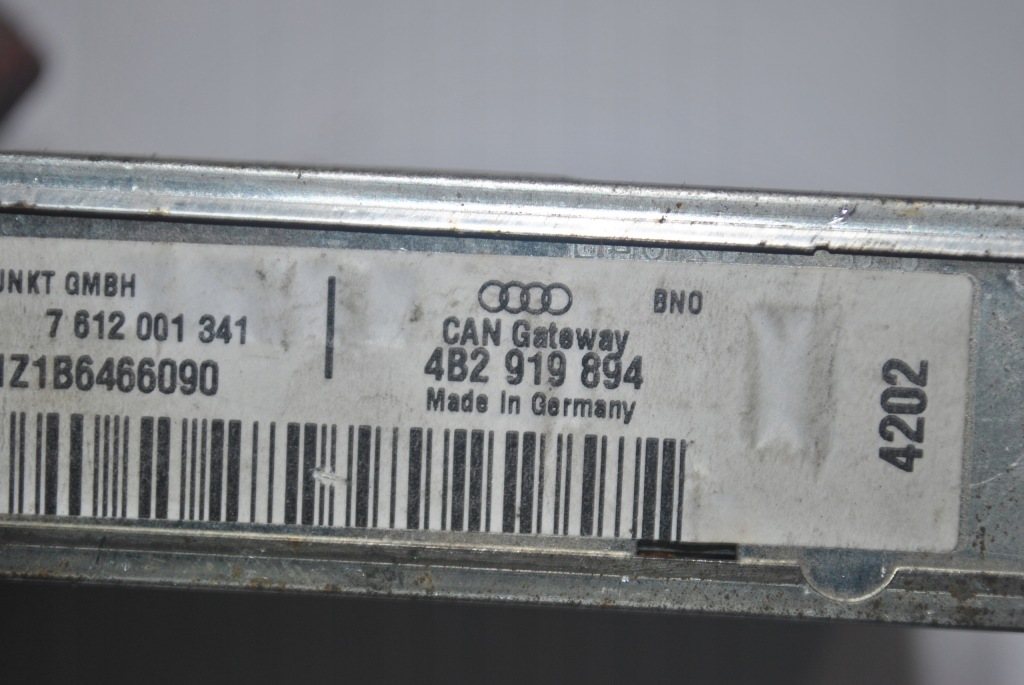 UNKT GMBH
7 612 001 341
1Z1B6466090
BNO
CAN Gateway
4B2 919 894
Made in Germany
4202